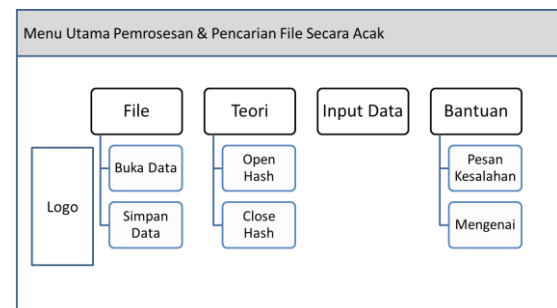 Menu Utama Pemrosesan & Pencarian File Secara Acak
File
Teori
Input Data
Bantuan
Buka Data
Open
Hash
Pesan
Kesalahan
Logo
Simpan
Data
Close
Hash
Mengenai